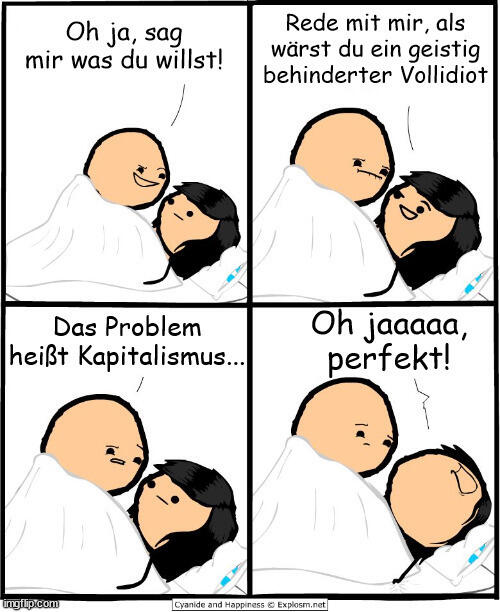 Oh ja, sag
mir was du willst!
Rede mit mir, als
wärst du ein geistig
behinderter Vollidiot
Das Problem
heißt Kapitalismus...
Oh jaaaaa,
perfekt!
imgflip.com
Cyanide and Happiness © Explosm.net